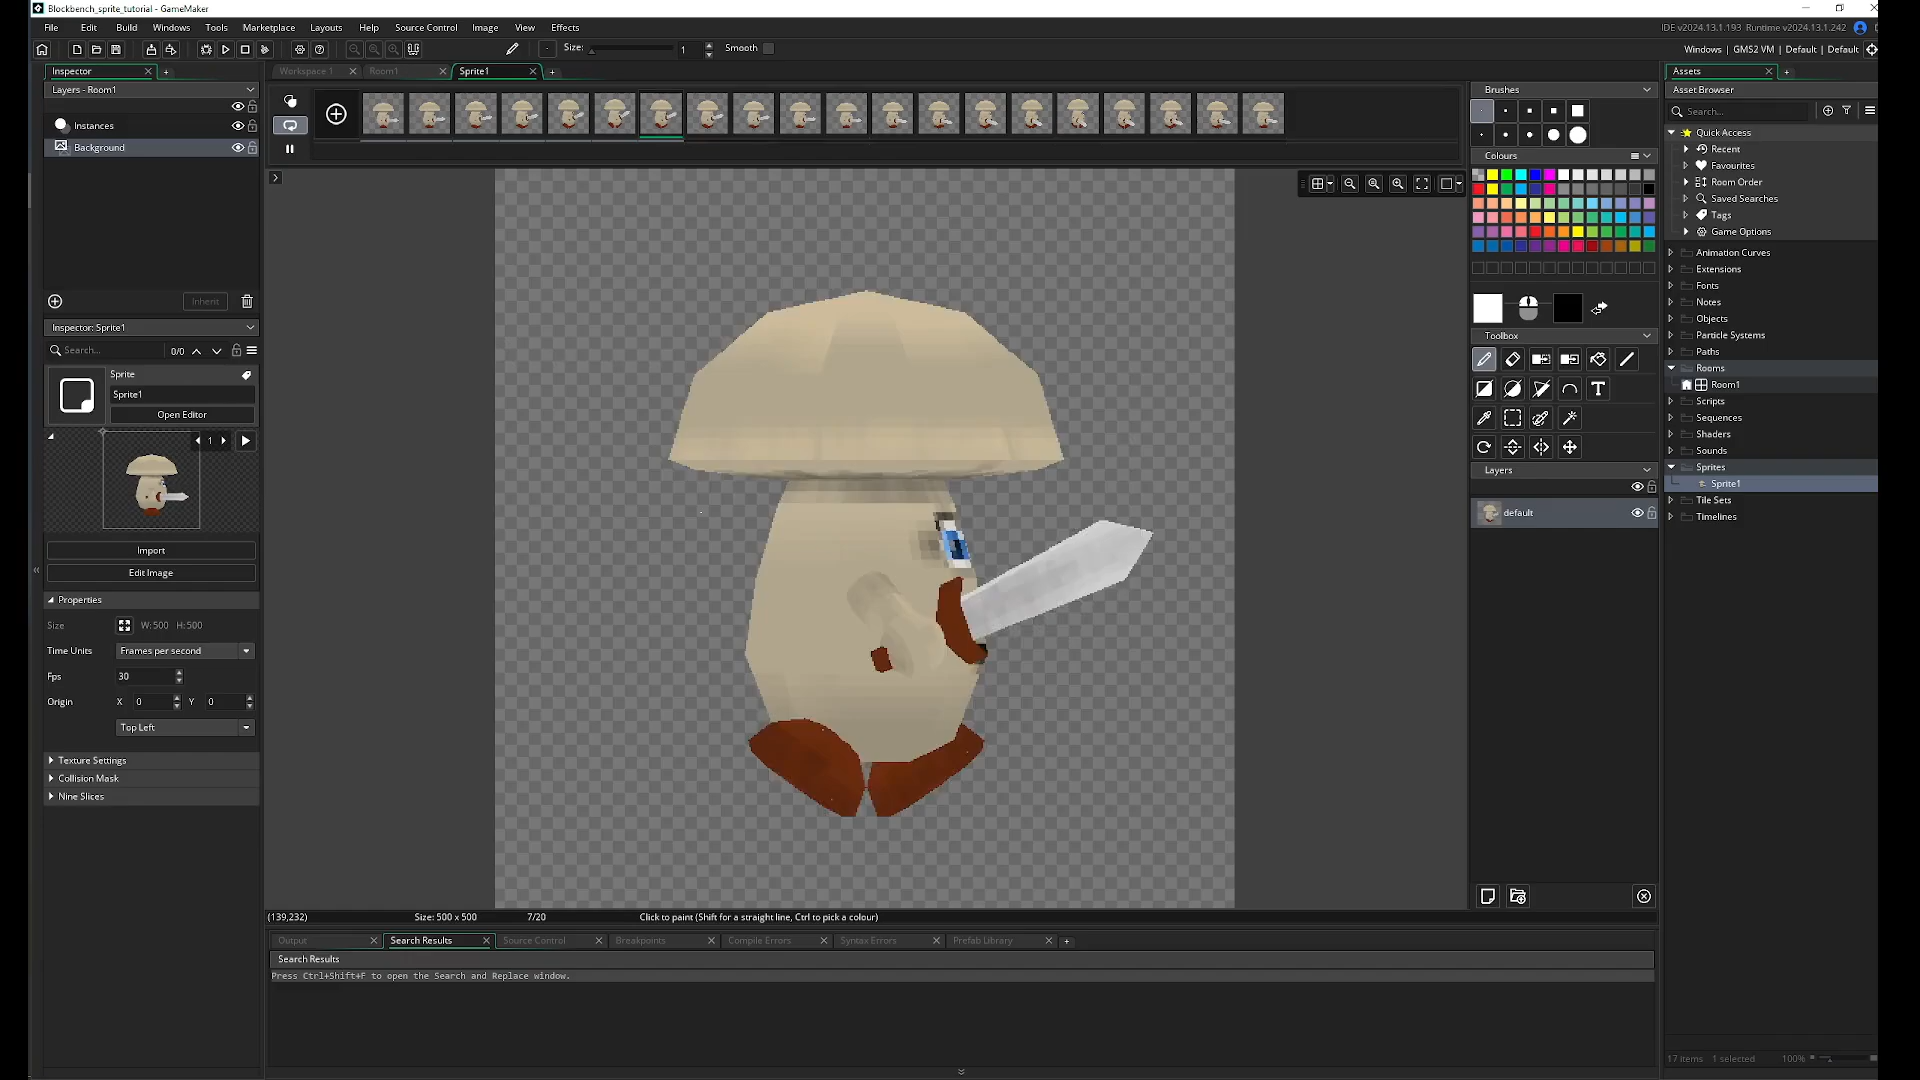 Blockbench_sprite_tutorial - GameMaker
File Edit Build Windows Tools Marketplace Layouts Help Source Control Image View Effects
IDE v2024.13.1.193 Runtime v2024.13.1.242
Size: 1 Smooth
Windows | GMS2 VM | Default | Default
Inspector
Workspace 1 Room1 Sprite1
Assets
Layers - Room1
Instances
Background
Inherit
Inspector: Sprite1
Search... 0/0
Sprite
Sprite1
Open Editor
1
Import
Edit Image
Properties
Size W:500 H:500
Time Units Frames per second
Fps 30
Origin X 0 Y 0
Top Left
Texture Settings
Collision Mask
Nine Slices
(139,232) Size: 500 x 500 7/20 Click to paint (Shift for a straight line, Ctrl to pick a colour)
Output Search Results Source Control Breakpoints Compile Errors Syntax Errors Prefab Library
Search Results
Press Ctrl+Shift+F to open the Search and Replace window.
Brushes
Colours
Toolbox
T
Layers
default
Asset Browser
Search...
Quick Access
Recent
Favourites
Room Order
Saved Searches
Tags
Game Options
Animation Curves
Extensions
Fonts
Notes
Objects
Particle Systems
Paths
Rooms
Room1
Scripts
Sequences
Shaders
Sounds
Sprites
Sprite1
Tile Sets
Timelines
17 items 1 selected 100%